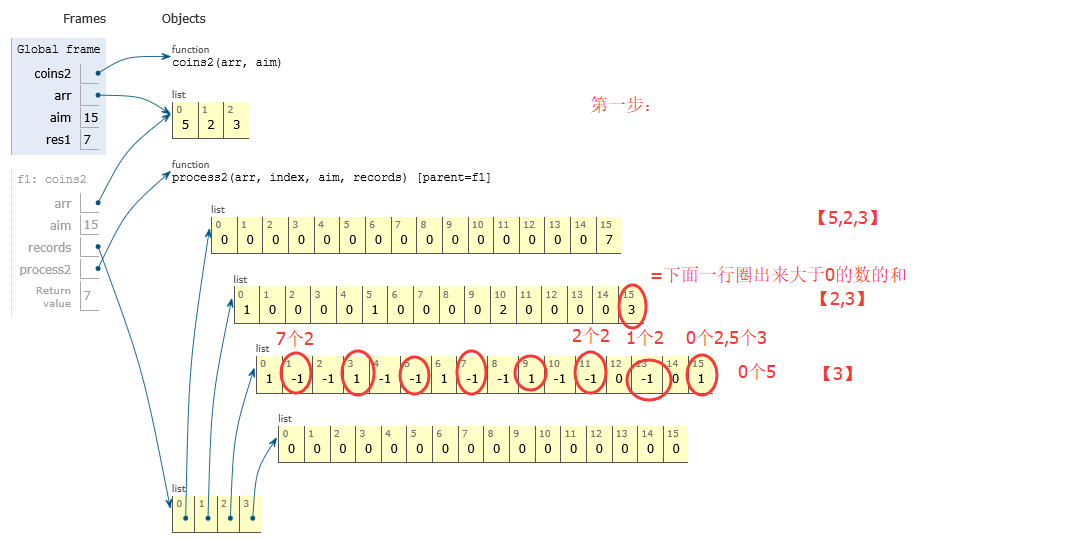 Frames Objects
Global frame
coins2
arr
aim 15
res1 7
function
coins2(arr, aim)
list
0 1 2
5 2 3
第一步：
function
process2(arr, index, aim, records) [parent=f1]
f1: coins2
arr
aim 15
records
process2
Return value 7
list
0 1 2 3 4 5 6 7 8 9 10 11 12 13 14 15
0 0 0 0 0 0 0 0 0 0 0 0 0 0 0 7
【5,2,3】
=下面一行圈出来大于0的数的和
list
0 1 2 3 4 5 6 7 8 9 10 11 12 13 14 15
1 0 0 0 0 1 0 0 0 0 2 0 0 0 0 3
【2,3】
7个2 2个2 1个2 0个2,5个3
list
0 1 2 3 4 5 6 7 8 9 10 11 12 13 14 15
1 -1 -1 1 -1 -1 1 -1 -1 1 -1 -1 0 -1 0 1
0个5 【3】
list
0 1 2 3 4 5 6 7 8 9 10 11 12 13 14 15
0 0 0 0 0 0 0 0 0 0 0 0 0 0 0 0
list
0 1 2 3